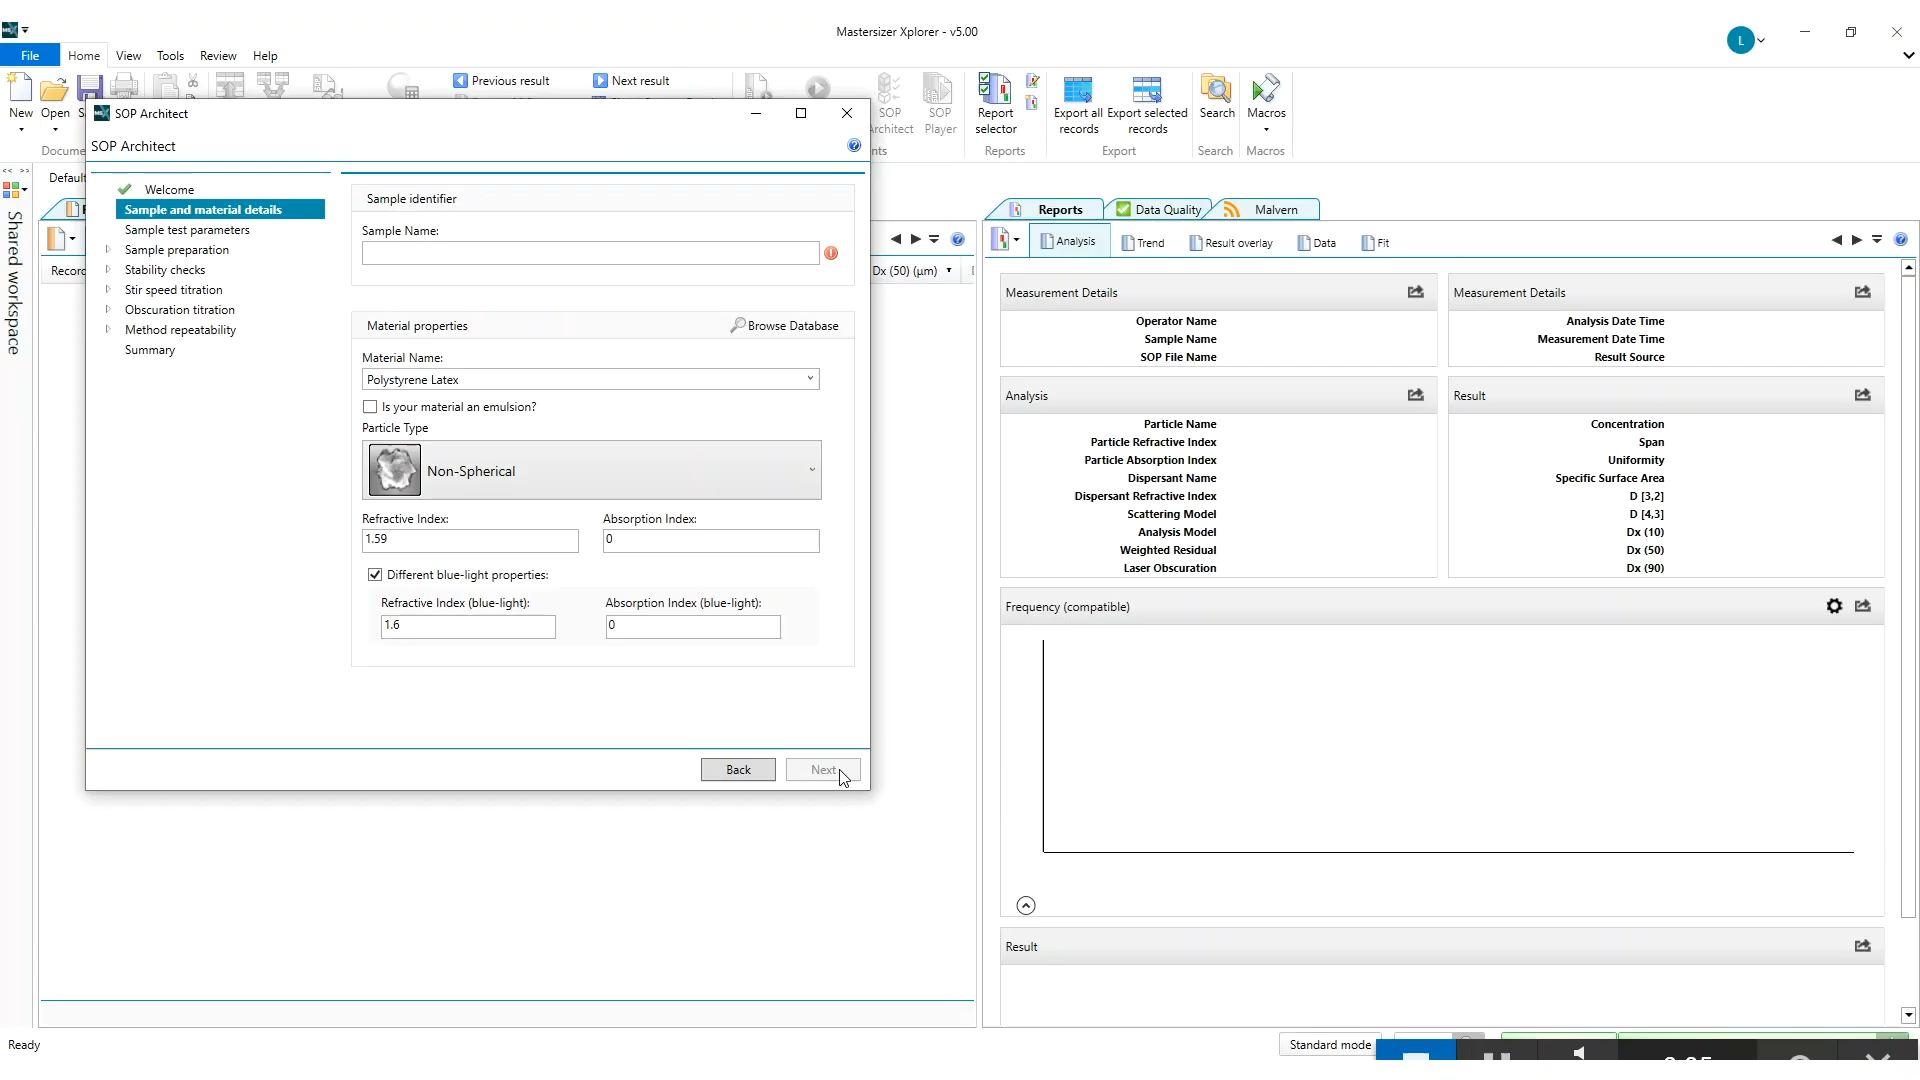 Mastersizer Xplorer - v5.00
L
File Home View Tools Review Help
Previous result Next result
New Open
SOP Player
Report selector
Export all records
Export selected records
Search
Macros
Reports Export Search Macros
SOP Architect
SOP Architect
Shared workspace
Welcome
Sample and material details
Sample test parameters
Sample preparation
Stability checks
Stir speed titration
Obscuration titration
Method repeatability
Summary
Sample identifier
Sample Name:
Material properties Browse Database
Material Name:
Polystyrene Latex
Is your material an emulsion?
Particle Type
Non-Spherical
Refractive Index: Absorption Index:
1.59 0
Different blue-light properties:
Refractive Index (blue-light): Absorption Index (blue-light):
1.6 0
Back Next
Dx (50) (μm)
Reports Data Quality Malvern
Analysis Trend Result overlay Data Fit
Measurement Details
Operator Name
Sample Name
SOP File Name
Measurement Details
Analysis Date Time
Measurement Date Time
Result Source
Analysis
Particle Name
Particle Refractive Index
Particle Absorption Index
Dispersant Name
Dispersant Refractive Index
Scattering Model
Analysis Model
Weighted Residual
Laser Obscuration
Result
Concentration
Span
Uniformity
Specific Surface Area
D [3,2]
D [4,3]
Dx (10)
Dx (50)
Dx (90)
Frequency (compatible)
Result
Ready
Standard mode